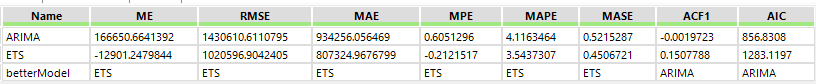 Name ME RMSE MAE MPE MAPE MASE ACF1 AIC
ARIMA 166650.6641392 1430610.6110795 934256.056469 0.6051296 4.1163464 0.5215287 -0.0019723 856.8308
ETS -12901.2479844 1020596.9042405 807324.9676799 -0.2121517 3.5437307 0.4506721 0.1507788 1283.1197
betterModel ETS ETS ETS ETS ETS ETS ARIMA ARIMA